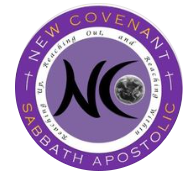 NEW COVENANT
Reaching Up, Reaching Out, and Reaching Within
NC
SABBATH APOSTOLIC